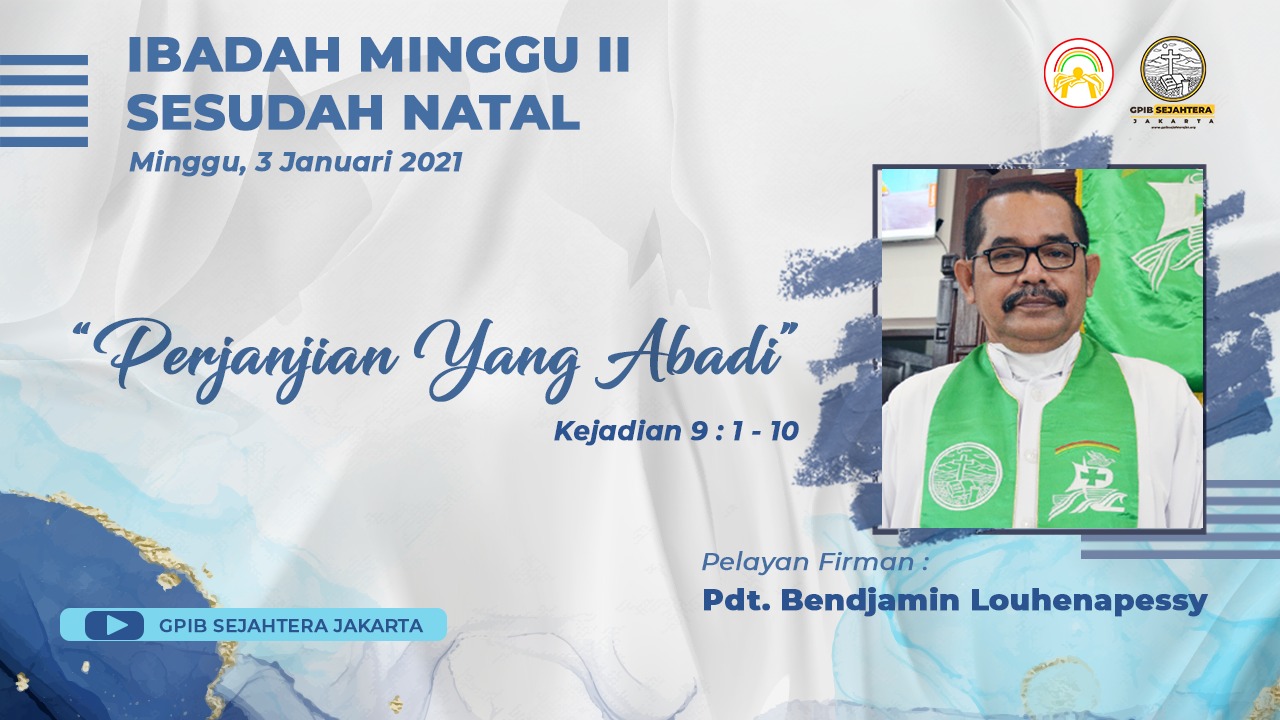 IBADAH MINGGU II
SESUDAH NATAL
Minggu, 3 Januari 2021
GPIB SEJAHTERA
JAKARTA
“Perjanjian Yang Abadi”
Kejadian 9 : 1 - 10
Pelayan Firman :
Pdt. Bendjamin Louhenapessy
GPIB SEJAHTERA JAKARTA